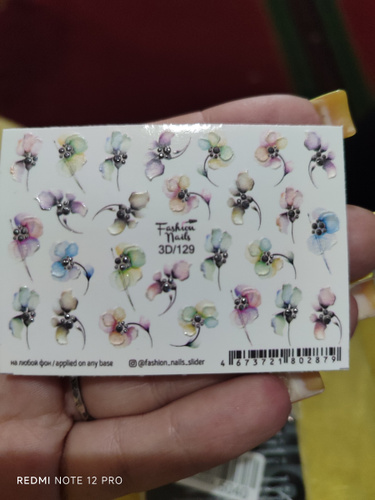 Fashion
Nails
3D/129
на любой фон / applied on any base
@fashion_nails_slider
4 673721 802879
REDMI NOTE 12 PRO